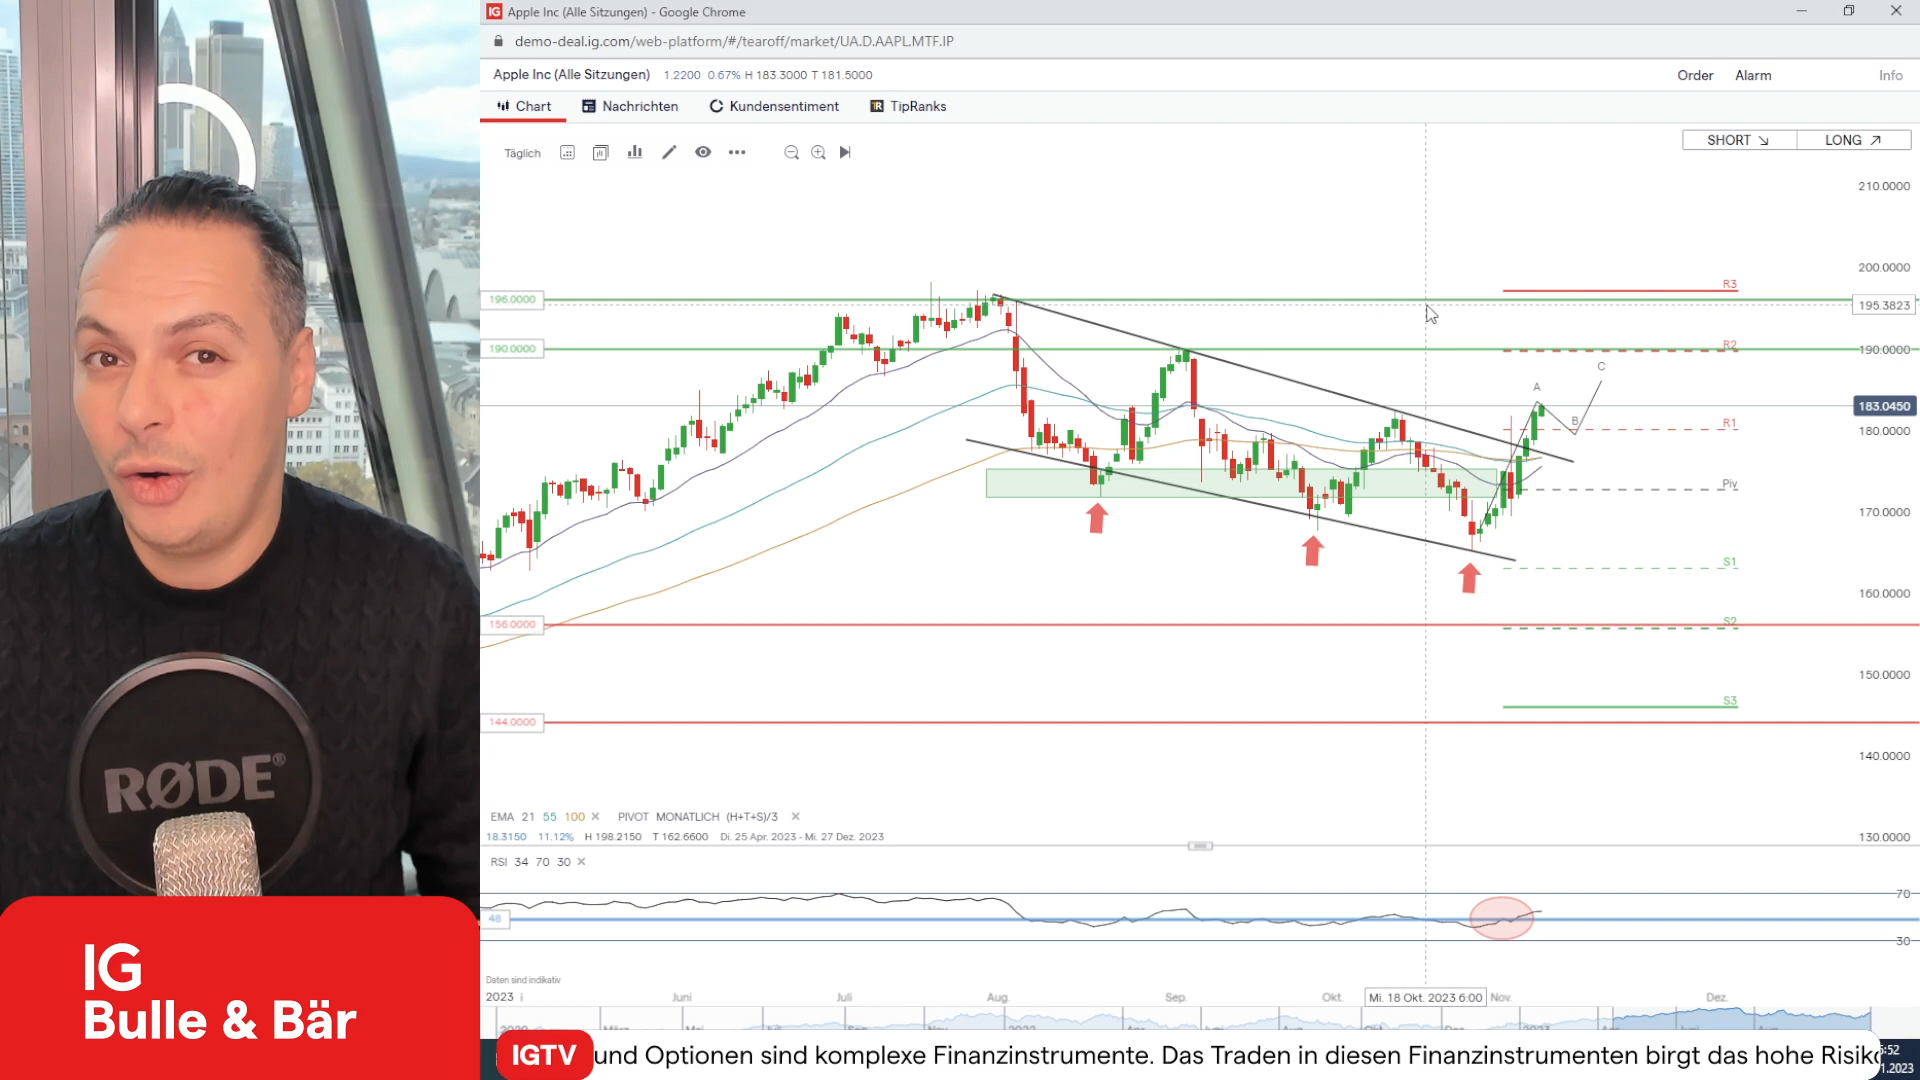 IG Apple Inc (Alle Sitzungen) - Google Chrome
demo-deal.ig.com/web-platform/#/tearoff/market/UA.D.AAPL.MTF.IP
Apple Inc (Alle Sitzungen) 1.2200 0.67% H 183.3000 T 181.5000
Order Alarm Info
Chart Nachrichten Kundensentiment TipRanks
Täglich
SHORT LONG
210.0000
200.0000
R3
196.0000
195.3823
190.0000
R2
190.0000
C
A
183.0450
B
R1
180.0000
Piv
170.0000
S1
160.0000
156.0000
S2
150.0000
S3
144.0000
140.0000
EMA 21 55 100 PIVOT MONATLICH (H+T+S)/3
18.3150 11.12% H 198.2150 T 162.6600 Di. 25 Apr. 2023 - Mi. 27 Dez. 2023
130.0000
RSI 34 70 30
70
48
30
Daten sind indikativ
2023 Juni Juli Aug. Sep. Okt. Mi. 18 Okt. 2023 6:00 Nov. Dez.
RØDE®
IG
Bulle & Bär
IGTV
und Optionen sind komplexe Finanzinstrumente. Das Traden in diesen Finanzinstrumenten birgt das hohe Risik
:52
1.2023